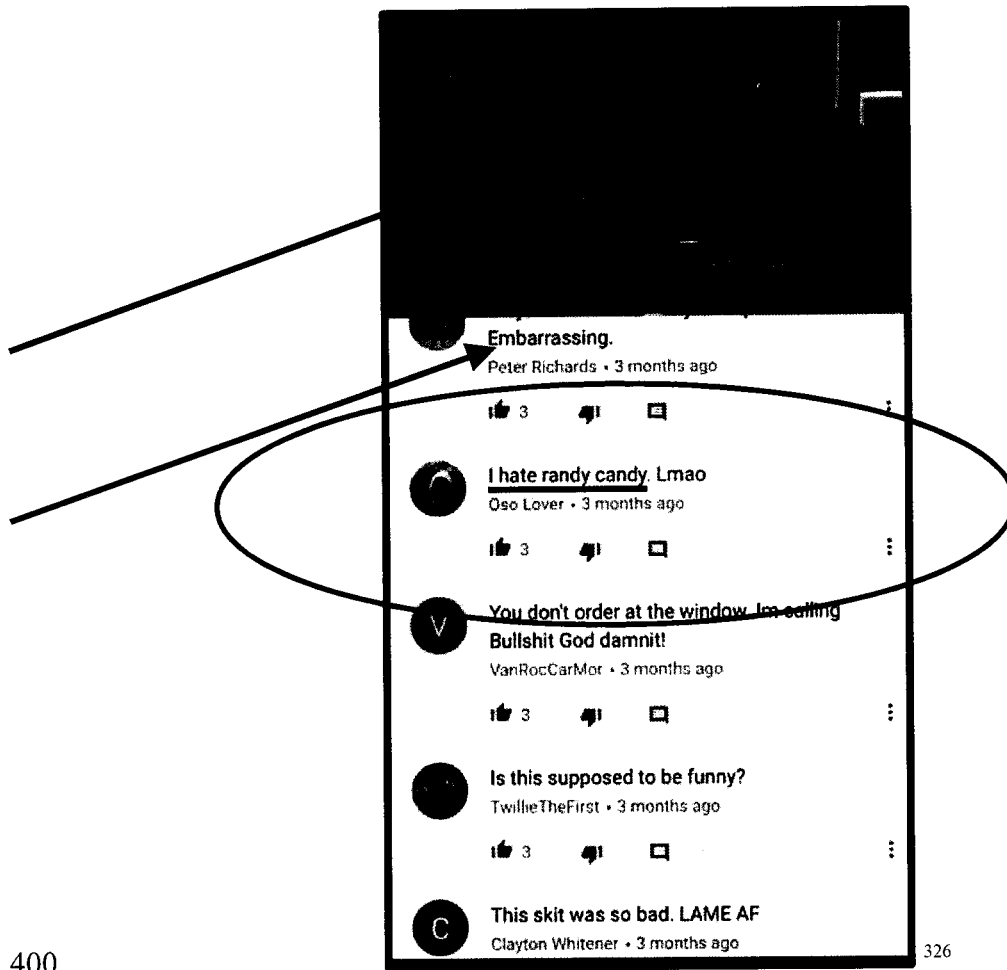 Embarrassing.
Peter Richards • 3 months ago
3
I hate randy candy. Lmao
Oso Lover • 3 months ago
3
V
You don't order at the window. Im calling
Bullshit God damnit!
VanRocCarMor • 3 months ago
3
Is this supposed to be funny?
TwillieTheFirst • 3 months ago
3
C
This skit was so bad. LAME AF
Clayton Whitener • 3 months ago
400
326